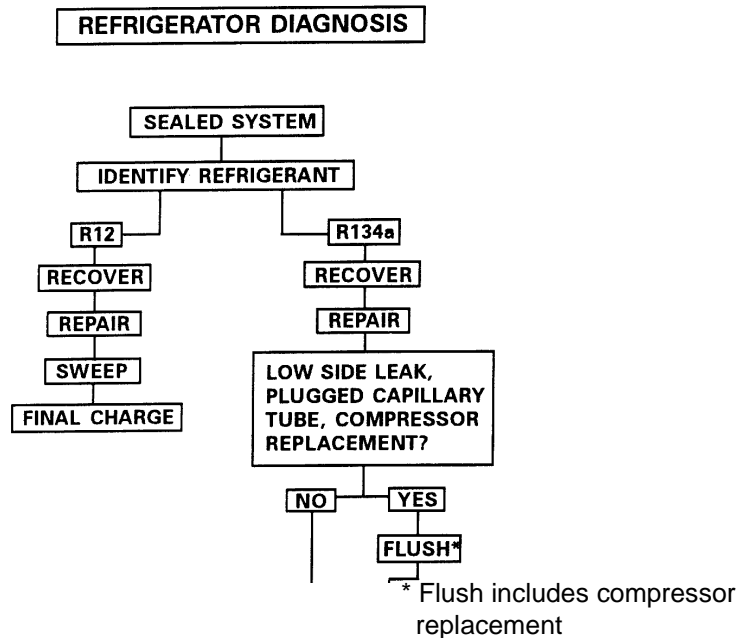 REFRIGERATOR DIAGNOSIS
SEALED SYSTEM
IDENTIFY REFRIGERANT
R12
R134a
RECOVER
RECOVER
REPAIR
REPAIR
SWEEP
FINAL CHARGE
LOW SIDE LEAK,
PLUGGED CAPILLARY
TUBE, COMPRESSOR
REPLACEMENT?
NO
YES
FLUSH*
* Flush includes compressor
replacement